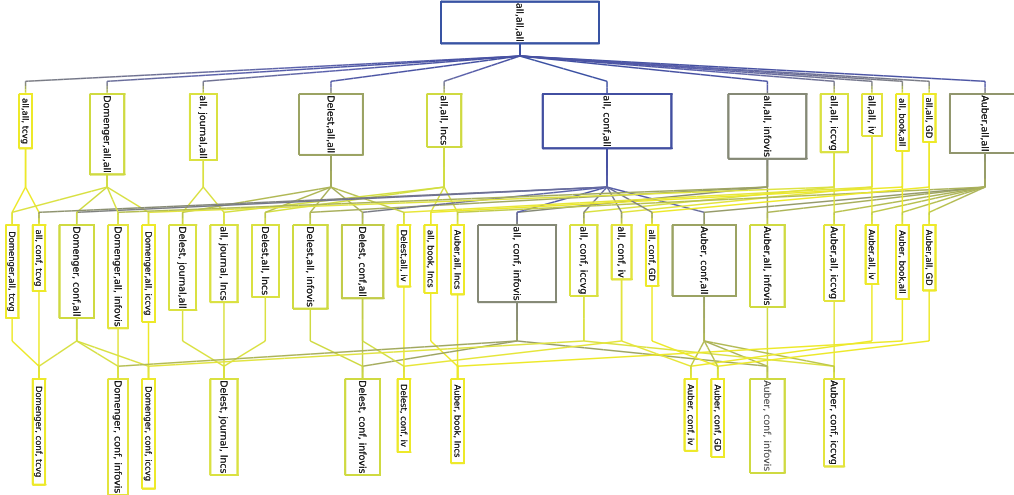 all,all,all
all,all, tcvg
Domenger,all,all
all, journal,all
Delest,all,all
all,all, lncs
all, conf,all
all,all, infovis
all,all, iccvg
all,all, iv
all, book,all
all,all, GD
Auber,all,all
Domenger,all, tcvg
all, conf, tcvg
Domenger, conf,all
Domenger,all, infovis
Domenger,all, iccvg
Delest, journal,all
all, journal, lncs
Delest,all, lncs
Delest,all, infovis
Delest, conf,all
Delest,all, iv
all, book, lncs
Auber,all, lncs
all, conf, infovis
all, conf, iccvg
all, conf, iv
all, conf, GD
Auber, conf,all
Auber,all, infovis
Auber,all, iccvg
Auber,all, iv
Auber, book,all
Auber,all, GD
Domenger, conf, tcvg
Domenger, conf, infovis
Domenger, conf, iccvg
Delest, journal, lncs
Delest, conf, infovis
Delest, conf, iv
Auber, book, lncs
Auber, conf, iv
Auber, conf, GD
Auber, conf, infovis
Auber, conf, iccvg